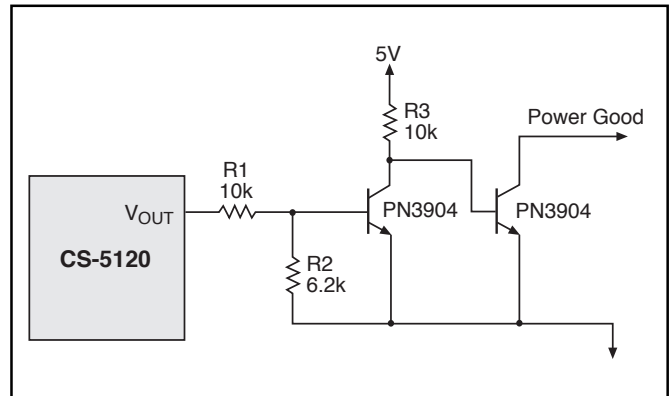 5V
R3
10k
Power Good
R1
10k
VOUT
PN3904
PN3904
CS-5120
R2
6.2k